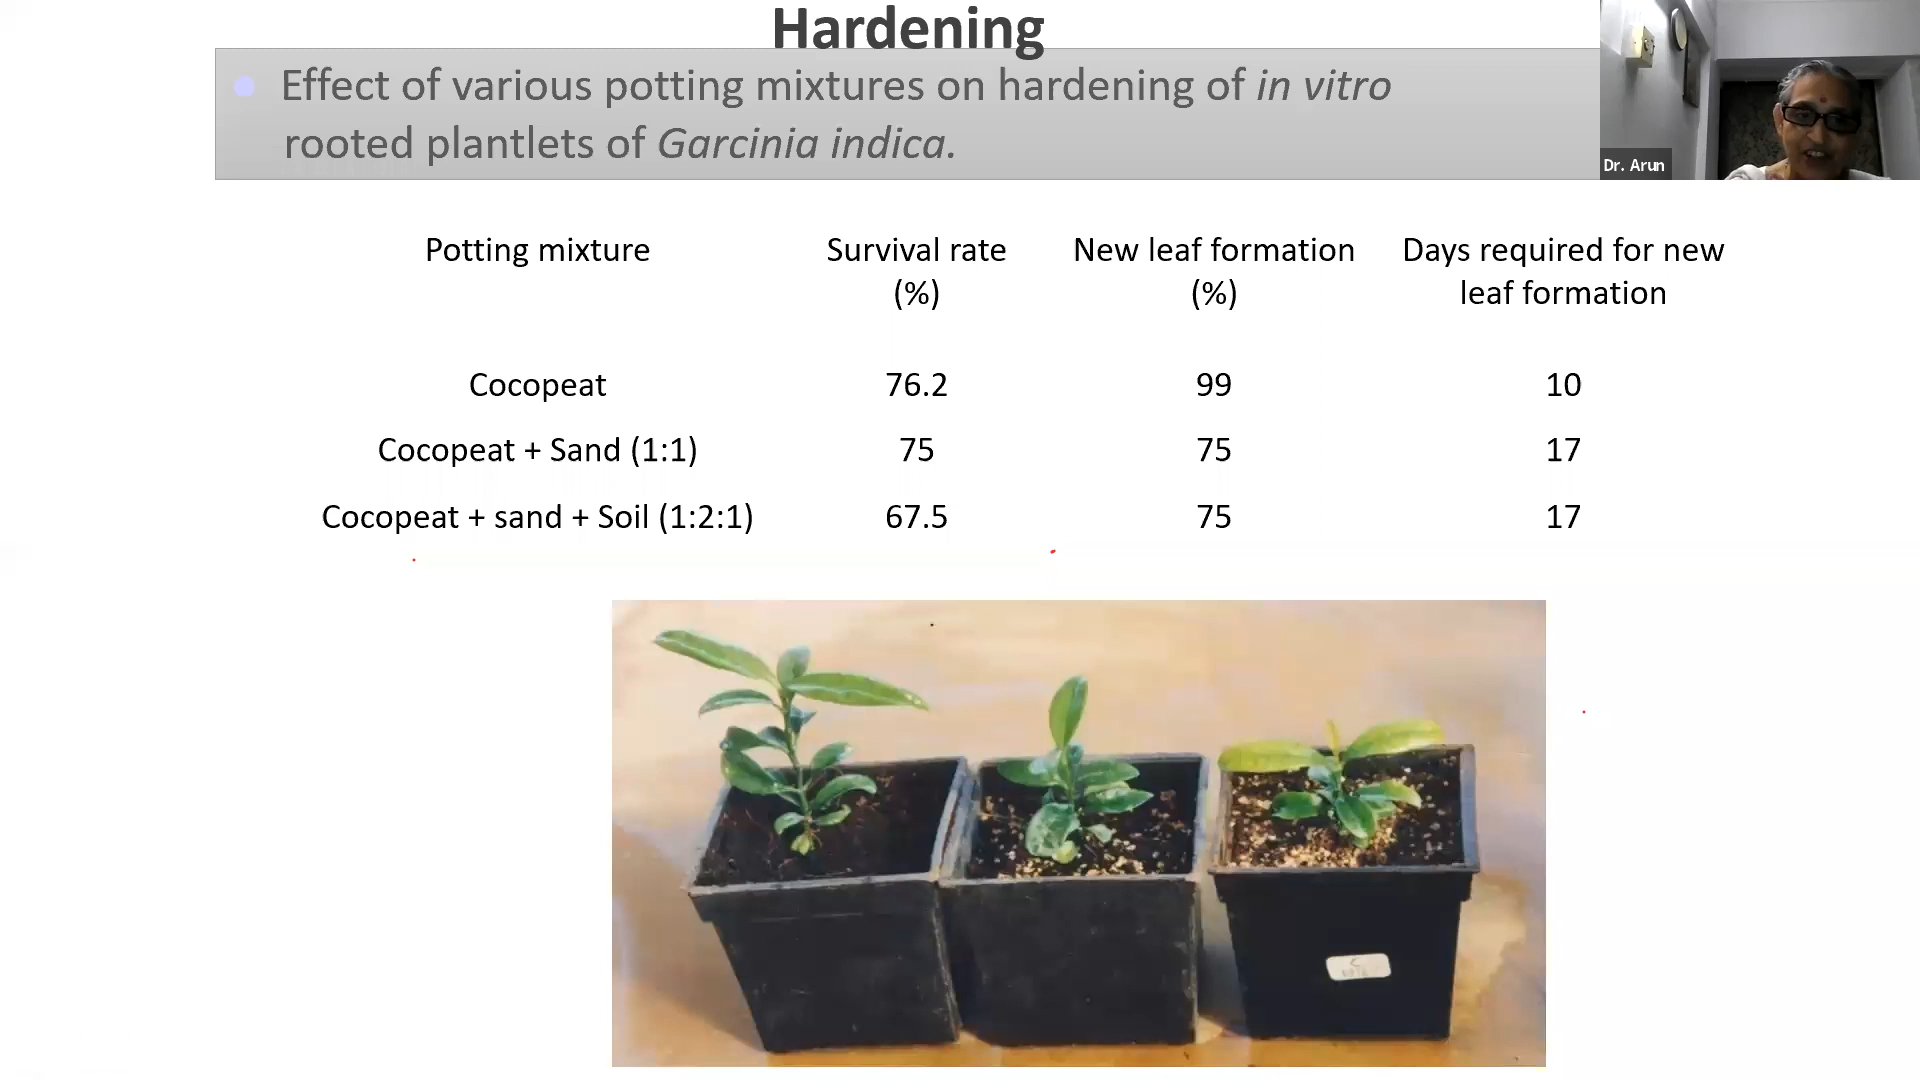 Hardening
Effect of various potting mixtures on hardening of in vitro
rooted plantlets of Garcinia indica.
Dr. Arun
Potting mixture Survival rate (%) New leaf formation (%) Days required for new leaf formation
Cocopeat 76.2 99 10
Cocopeat + Sand (1:1) 75 75 17
Cocopeat + sand + Soil (1:2:1) 67.5 75 17